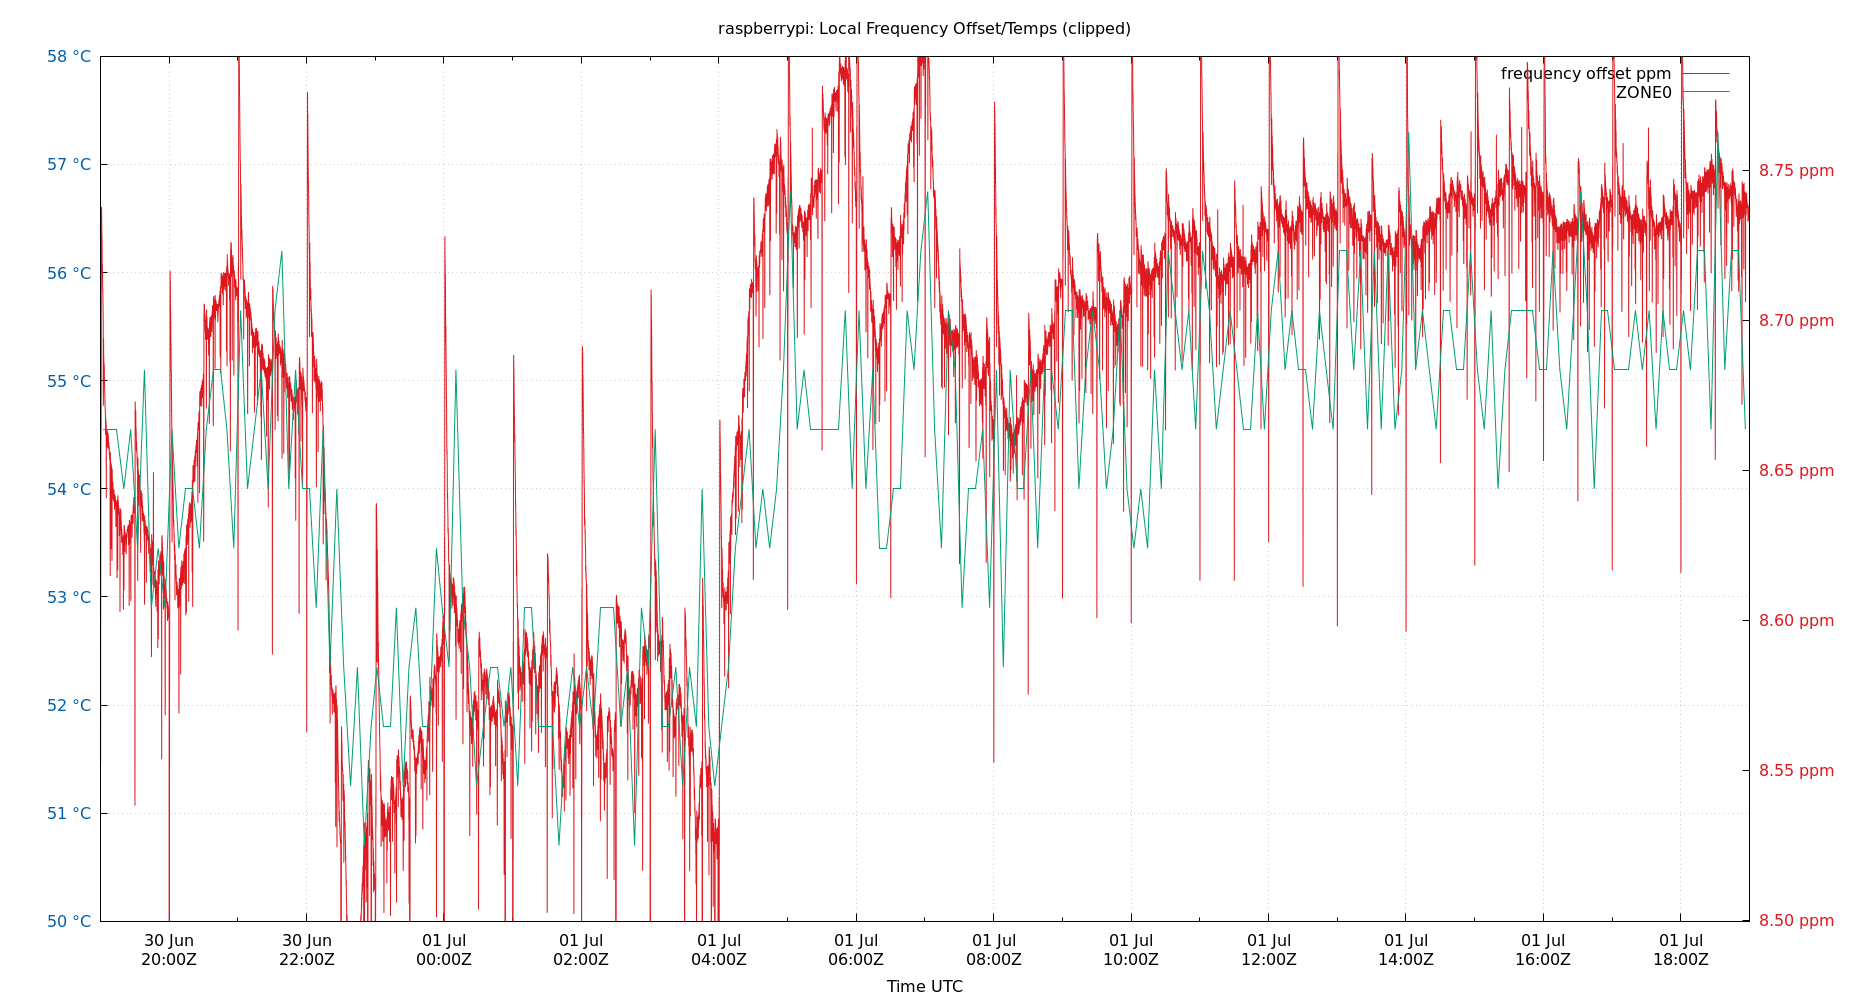 raspberrypi: Local Frequency Offset/Temps (clipped)
58 °C
57 °C
56 °C
55 °C
54 °C
53 °C
52 °C
51 °C
50 °C
frequency offset ppm
ZONE0
8.75 ppm
8.70 ppm
8.65 ppm
8.60 ppm
8.55 ppm
8.50 ppm
30 Jun
20:00Z
30 Jun
22:00Z
01 Jul
00:00Z
01 Jul
02:00Z
01 Jul
04:00Z
01 Jul
06:00Z
01 Jul
08:00Z
01 Jul
10:00Z
01 Jul
12:00Z
01 Jul
14:00Z
01 Jul
16:00Z
01 Jul
18:00Z
Time UTC